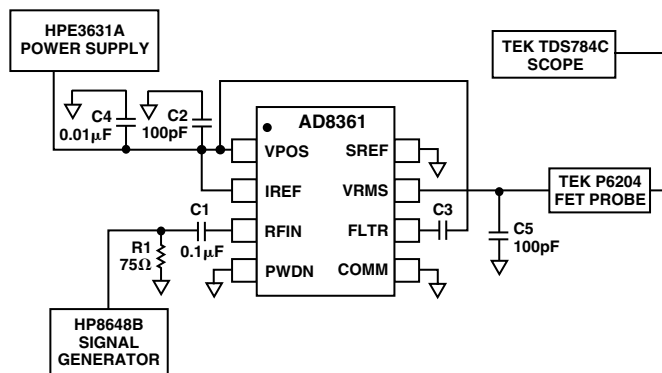 HPE3631A
POWER SUPPLY
TEK TDS784C
SCOPE
C4
0.01μF
C2
100pF
AD8361
VPOS
SREF
IREF
VRMS
TEK P6204
FET PROBE
C1
0.1μF
RFIN
FLTR
C3
C5
100pF
R1
75Ω
PWDN
COMM
HP8648B
SIGNAL
GENERATOR